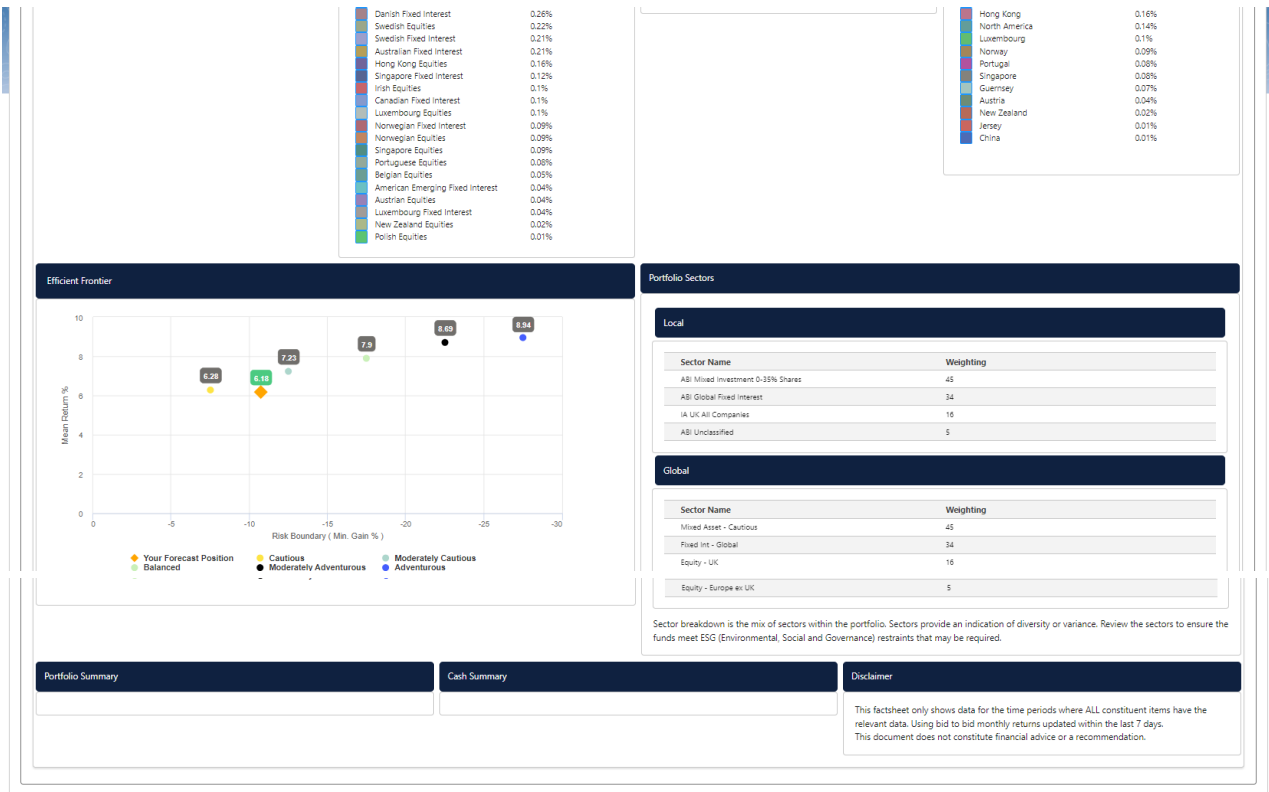 Danish Fixed Interest 0.26%
Swedish Equities 0.22%
Swedish Fixed Interest 0.21%
Australian Fixed Interest 0.21%
Hong Kong Equities 0.16%
Singapore Fixed Interest 0.12%
Irish Equities 0.1%
Canadian Fixed Interest 0.1%
Luxembourg Equities 0.1%
Norwegian Fixed Interest 0.09%
Norwegian Equities 0.09%
Singapore Equities 0.09%
Portuguese Equities 0.08%
Belgian Equities 0.05%
American Emerging Fixed Interest 0.04%
Austrian Equities 0.04%
Luxembourg Fixed Interest 0.04%
New Zealand Equities 0.02%
Polish Equities 0.01%
Hong Kong 0.16%
North America 0.14%
Luxembourg 0.1%
Norway 0.09%
Portugal 0.08%
Singapore 0.08%
Guernsey 0.07%
Austria 0.04%
New Zealand 0.02%
Jersey 0.01%
China 0.01%
Efficient Frontier
10
8
6
4
2
0
Mean Return %
6.28
6.18
7.23
7.9
8.69
8.94
0 -5 -10 -15 -20 -25 -30
Risk Boundary ( Min. Gain % )
Your Forecast Position Cautious Moderately Cautious
Balanced Moderately Adventurous Adventurous
Portfolio Sectors
Local
Sector Name Weighting
ABI Mixed Investment 0-35% Shares 45
ABI Global Fixed Interest 34
IA UK All Companies 16
ABI Unclassified 5
Global
Sector Name Weighting
Mixed Asset - Cautious 45
Fixed Int - Global 34
Equity - UK 16
Equity - Europe ex UK 5
Sector breakdown is the mix of sectors within the portfolio. Sectors provide an indication of diversity or variance. Review the sectors to ensure the
funds meet ESG (Environmental, Social and Governance) restraints that may be required.
Portfolio Summary
Cash Summary
Disclaimer
This factsheet only shows data for the time periods where ALL constituent items have the
relevant data. Using bid to bid monthly returns updated within the last 7 days.
This document does not constitute financial advice or a recommendation.